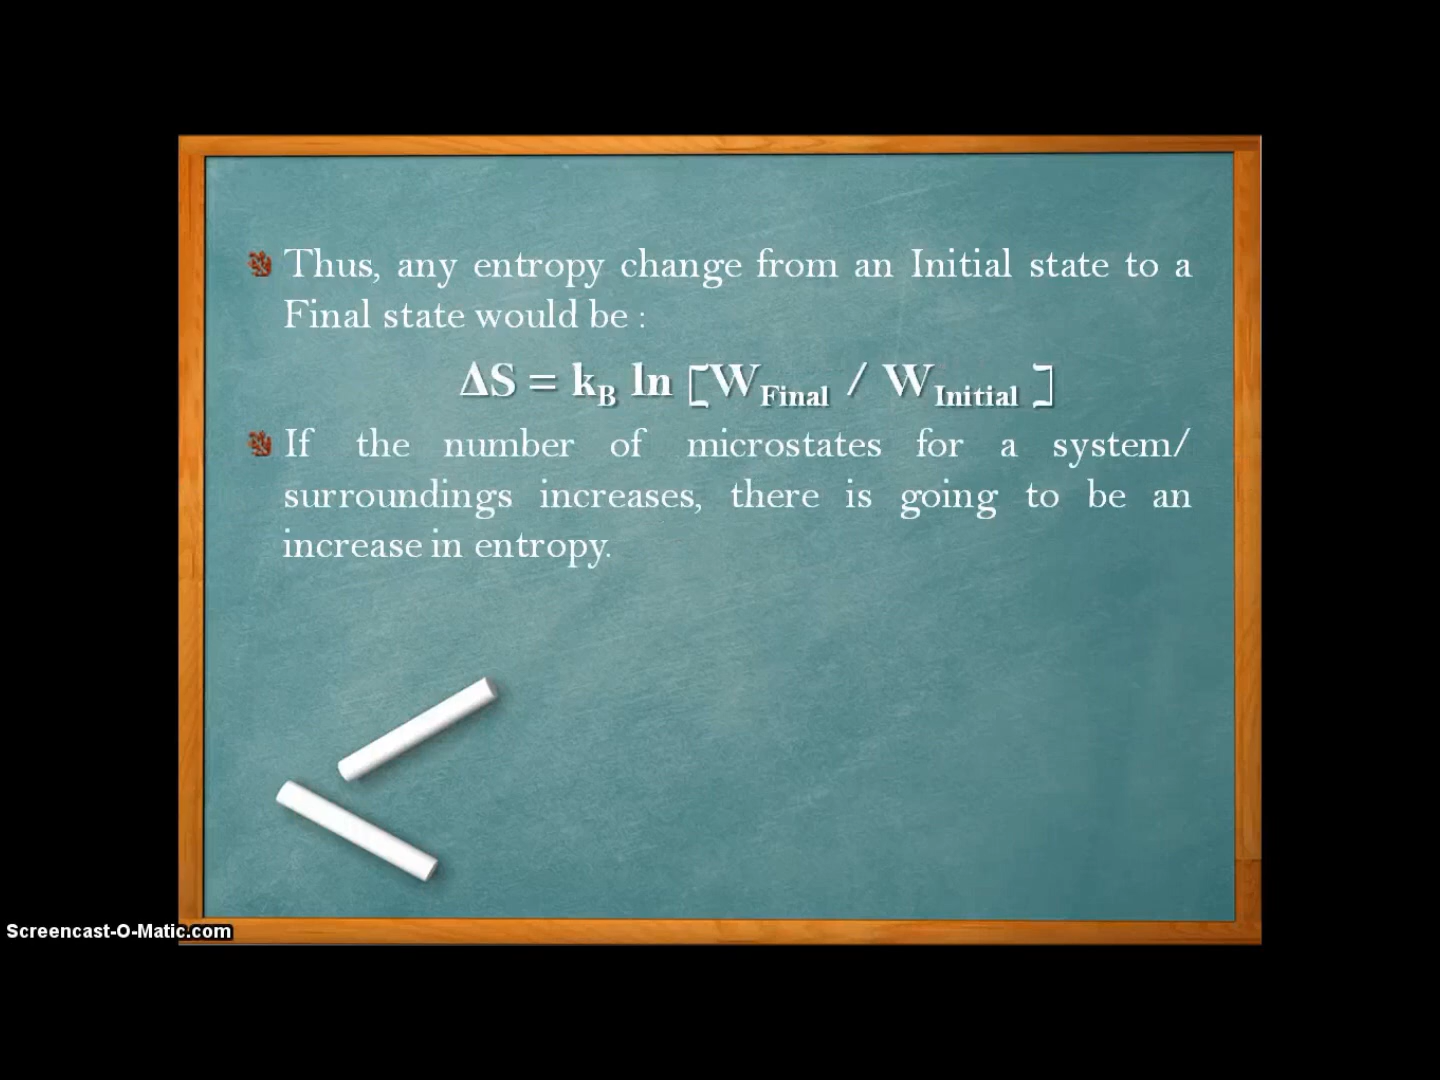 Thus, any entropy change from an Initial state to a
Final state would be :
ΔS = kB ln [WFinal / WInitial ]
If the number of microstates for a system/
surroundings increases, there is going to be an
increase in entropy.
Screencast-O-Matic.com